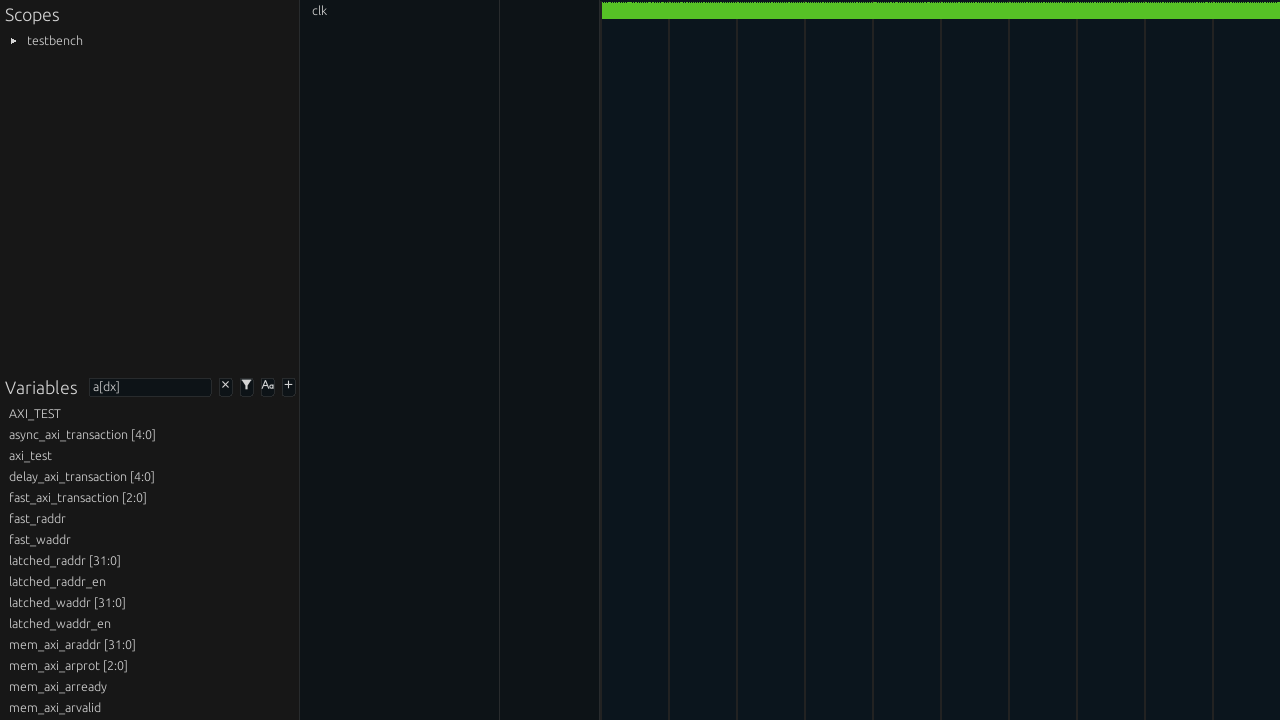 Scopes
testbench
clk
Variables a[dx] × Aa +
AXI_TEST
async_axi_transaction [4:0]
axi_test
delay_axi_transaction [4:0]
fast_axi_transaction [2:0]
fast_raddr
fast_waddr
latched_raddr [31:0]
latched_raddr_en
latched_waddr [31:0]
latched_waddr_en
mem_axi_araddr [31:0]
mem_axi_arprot [2:0]
mem_axi_arready
mem_axi_arvalid